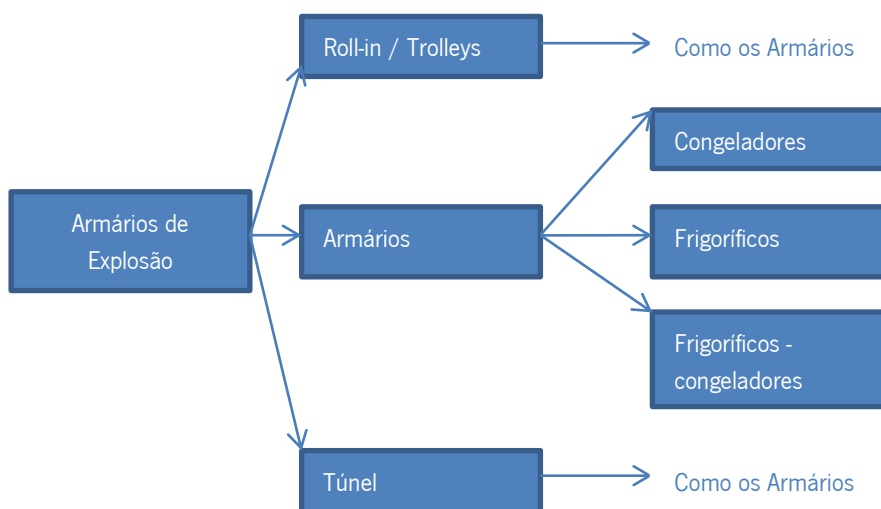 Roll-in / Trolleys
Como os Armários
Congeladores
Armários de
Explosão
Armários
Frigoríficos
Frigoríficos -
congeladores
Túnel
Como os Armários